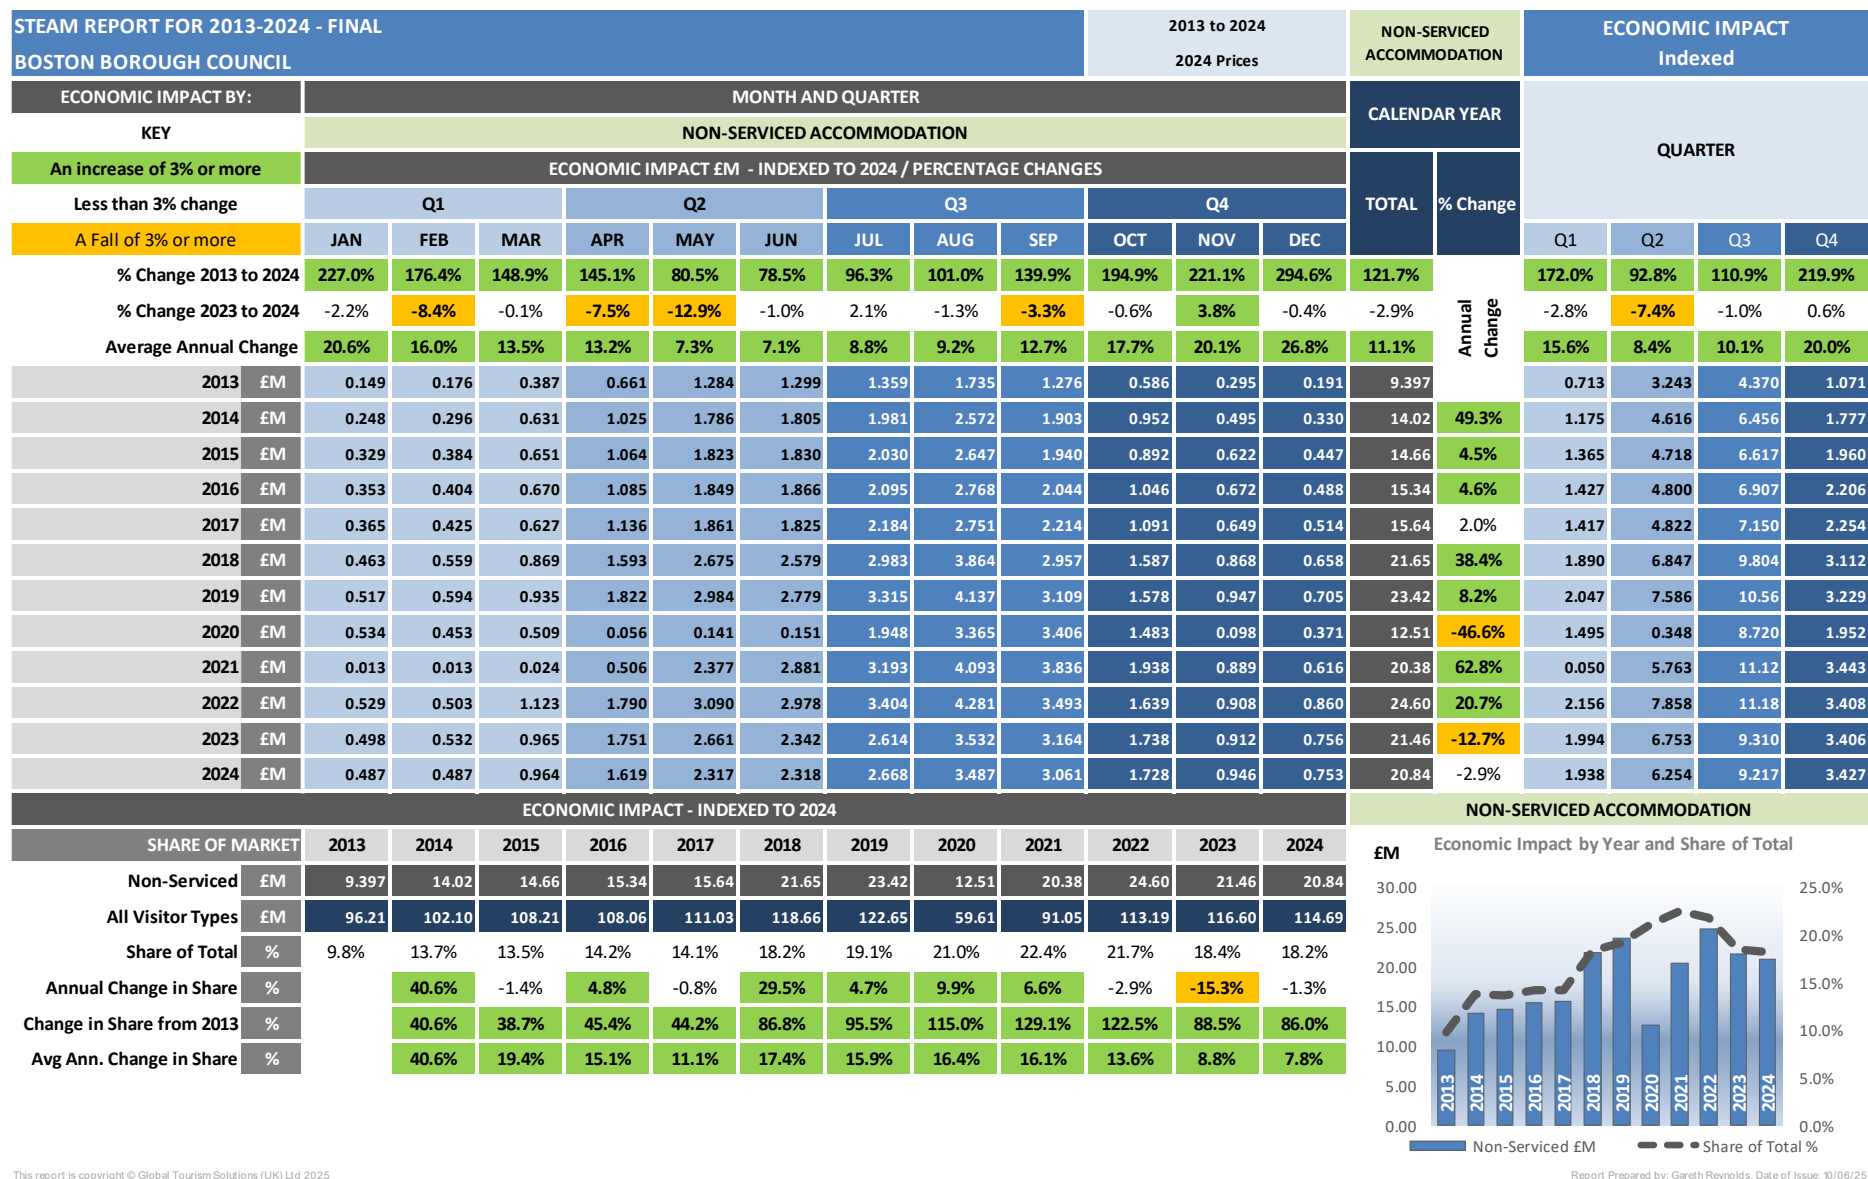 STEAM REPORT FOR 2013-2024 - FINAL
BOSTON BOROUGH COUNCIL
2013 to 2024
2024 Prices
NON-SERVICED
ACCOMMODATION
ECONOMIC IMPACT
Indexed
ECONOMIC IMPACT BY:
MONTH AND QUARTER
CALENDAR YEAR
QUARTER
KEY
NON-SERVICED ACCOMMODATION
An increase of 3% or more
ECONOMIC IMPACT £M - INDEXED TO 2024 / PERCENTAGE CHANGES
TOTAL % Change
Less than 3% change Q1 Q2 Q3 Q4
A Fall of 3% or more JAN FEB MAR APR MAY JUN JUL AUG SEP OCT NOV DEC Q1 Q2 Q3 Q4
% Change 2013 to 2024 227.0% 176.4% 148.9% 145.1% 80.5% 78.5% 96.3% 101.0% 139.9% 194.9% 221.1% 294.6% 121.7% 172.0% 92.8% 110.9% 219.9%
% Change 2023 to 2024 -2.2% -8.4% -0.1% -7.5% -12.9% -1.0% 2.1% -1.3% -3.3% -0.6% 3.8% -0.4% -2.9% -2.8% -7.4% -1.0% 0.6%
Average Annual Change 20.6% 16.0% 13.5% 13.2% 7.3% 7.1% 8.8% 9.2% 12.7% 17.7% 20.1% 26.8% 11.1% 15.6% 8.4% 10.1% 20.0%
Annual
Change
2013 £M 0.149 0.176 0.387 0.661 1.284 1.299 1.359 1.735 1.276 0.586 0.295 0.191 9.397 0.713 3.243 4.370 1.071
2014 £M 0.248 0.296 0.631 1.025 1.786 1.805 1.981 2.572 1.903 0.952 0.495 0.330 14.02 49.3% 1.175 4.616 6.456 1.777
2015 £M 0.329 0.384 0.651 1.064 1.823 1.830 2.030 2.647 1.940 0.892 0.622 0.447 14.66 4.5% 1.365 4.718 6.617 1.960
2016 £M 0.353 0.404 0.670 1.085 1.849 1.866 2.095 2.768 2.044 1.046 0.672 0.488 15.34 4.6% 1.427 4.800 6.907 2.206
2017 £M 0.365 0.425 0.627 1.136 1.861 1.825 2.184 2.751 2.214 1.091 0.649 0.514 15.64 2.0% 1.417 4.822 7.150 2.254
2018 £M 0.463 0.559 0.869 1.593 2.675 2.579 2.983 3.864 2.957 1.587 0.868 0.658 21.65 38.4% 1.890 6.847 9.804 3.112
2019 £M 0.517 0.594 0.935 1.822 2.984 2.779 3.315 4.137 3.109 1.578 0.947 0.705 23.42 8.2% 2.047 7.586 10.56 3.229
2020 £M 0.534 0.453 0.509 0.056 0.141 0.151 1.948 3.365 3.406 1.483 0.098 0.371 12.51 -46.6% 1.495 0.348 8.720 1.952
2021 £M 0.013 0.013 0.024 0.506 2.377 2.881 3.193 4.093 3.836 1.938 0.889 0.616 20.38 62.8% 0.050 5.763 11.12 3.443
2022 £M 0.529 0.503 1.123 1.790 3.090 2.978 3.404 4.281 3.493 1.639 0.908 0.860 24.60 20.7% 2.156 7.858 11.18 3.408
2023 £M 0.498 0.532 0.965 1.751 2.661 2.342 2.614 3.532 3.164 1.738 0.912 0.756 21.46 -12.7% 1.994 6.753 9.310 3.406
2024 £M 0.487 0.487 0.964 1.619 2.317 2.318 2.668 3.487 3.061 1.728 0.946 0.753 20.84 -2.9% 1.938 6.254 9.217 3.427
ECONOMIC IMPACT - INDEXED TO 2024
SHARE OF MARKET 2013 2014 2015 2016 2017 2018 2019 2020 2021 2022 2023 2024
Non-Serviced £M 9.397 14.02 14.66 15.34 15.64 21.65 23.42 12.51 20.38 24.60 21.46 20.84
All Visitor Types £M 96.21 102.10 108.21 108.06 111.03 118.66 122.65 59.61 91.05 113.19 116.60 114.69
Share of Total % 9.8% 13.7% 13.5% 14.2% 14.1% 18.2% 19.1% 21.0% 22.4% 21.7% 18.4% 18.2%
Annual Change in Share % 40.6% -1.4% 4.8% -0.8% 29.5% 4.7% 9.9% 6.6% -2.9% -15.3% -1.3%
Change in Share from 2013 % 40.6% 38.7% 45.4% 44.2% 86.8% 95.5% 115.0% 129.1% 122.5% 88.5% 86.0%
Avg Ann. Change in Share % 40.6% 19.4% 15.1% 11.1% 17.4% 15.9% 16.4% 16.1% 13.6% 8.8% 7.8%
NON-SERVICED ACCOMMODATION
£M Economic Impact by Year and Share of Total
30.00 25.0%
25.00 20.0%
20.00 15.0%
15.00 10.0%
10.00 5.0%
5.00
0.00 0.0%
2013 2014 2015 2016 2017 2018 2019 2020 2021 2022 2023 2024
Non-Serviced £M Share of Total %
This report is copyright © Global Tourism Solutions (UK) Ltd 2025
Report Prepared by: Gareth Reynolds. Date of Issue: 10/06/25